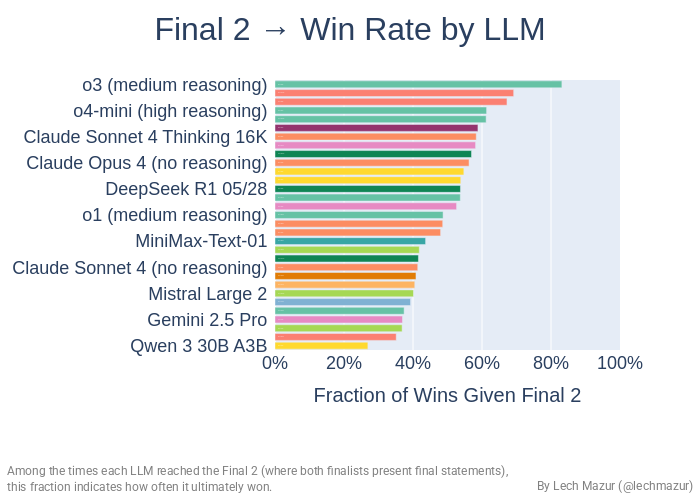 Final 2 → Win Rate by LLM
o3 (medium reasoning)
o4-mini (high reasoning)
Claude Sonnet 4 Thinking 16K
Claude Opus 4 (no reasoning)
DeepSeek R1 05/28
o1 (medium reasoning)
MiniMax-Text-01
Claude Sonnet 4 (no reasoning)
Mistral Large 2
Gemini 2.5 Pro
Qwen 3 30B A3B
0% 20% 40% 60% 80% 100%
Fraction of Wins Given Final 2
Among the times each LLM reached the Final 2 (where both finalists present final statements),
this fraction indicates how often it ultimately won.
By Lech Mazur (@lechmazur)